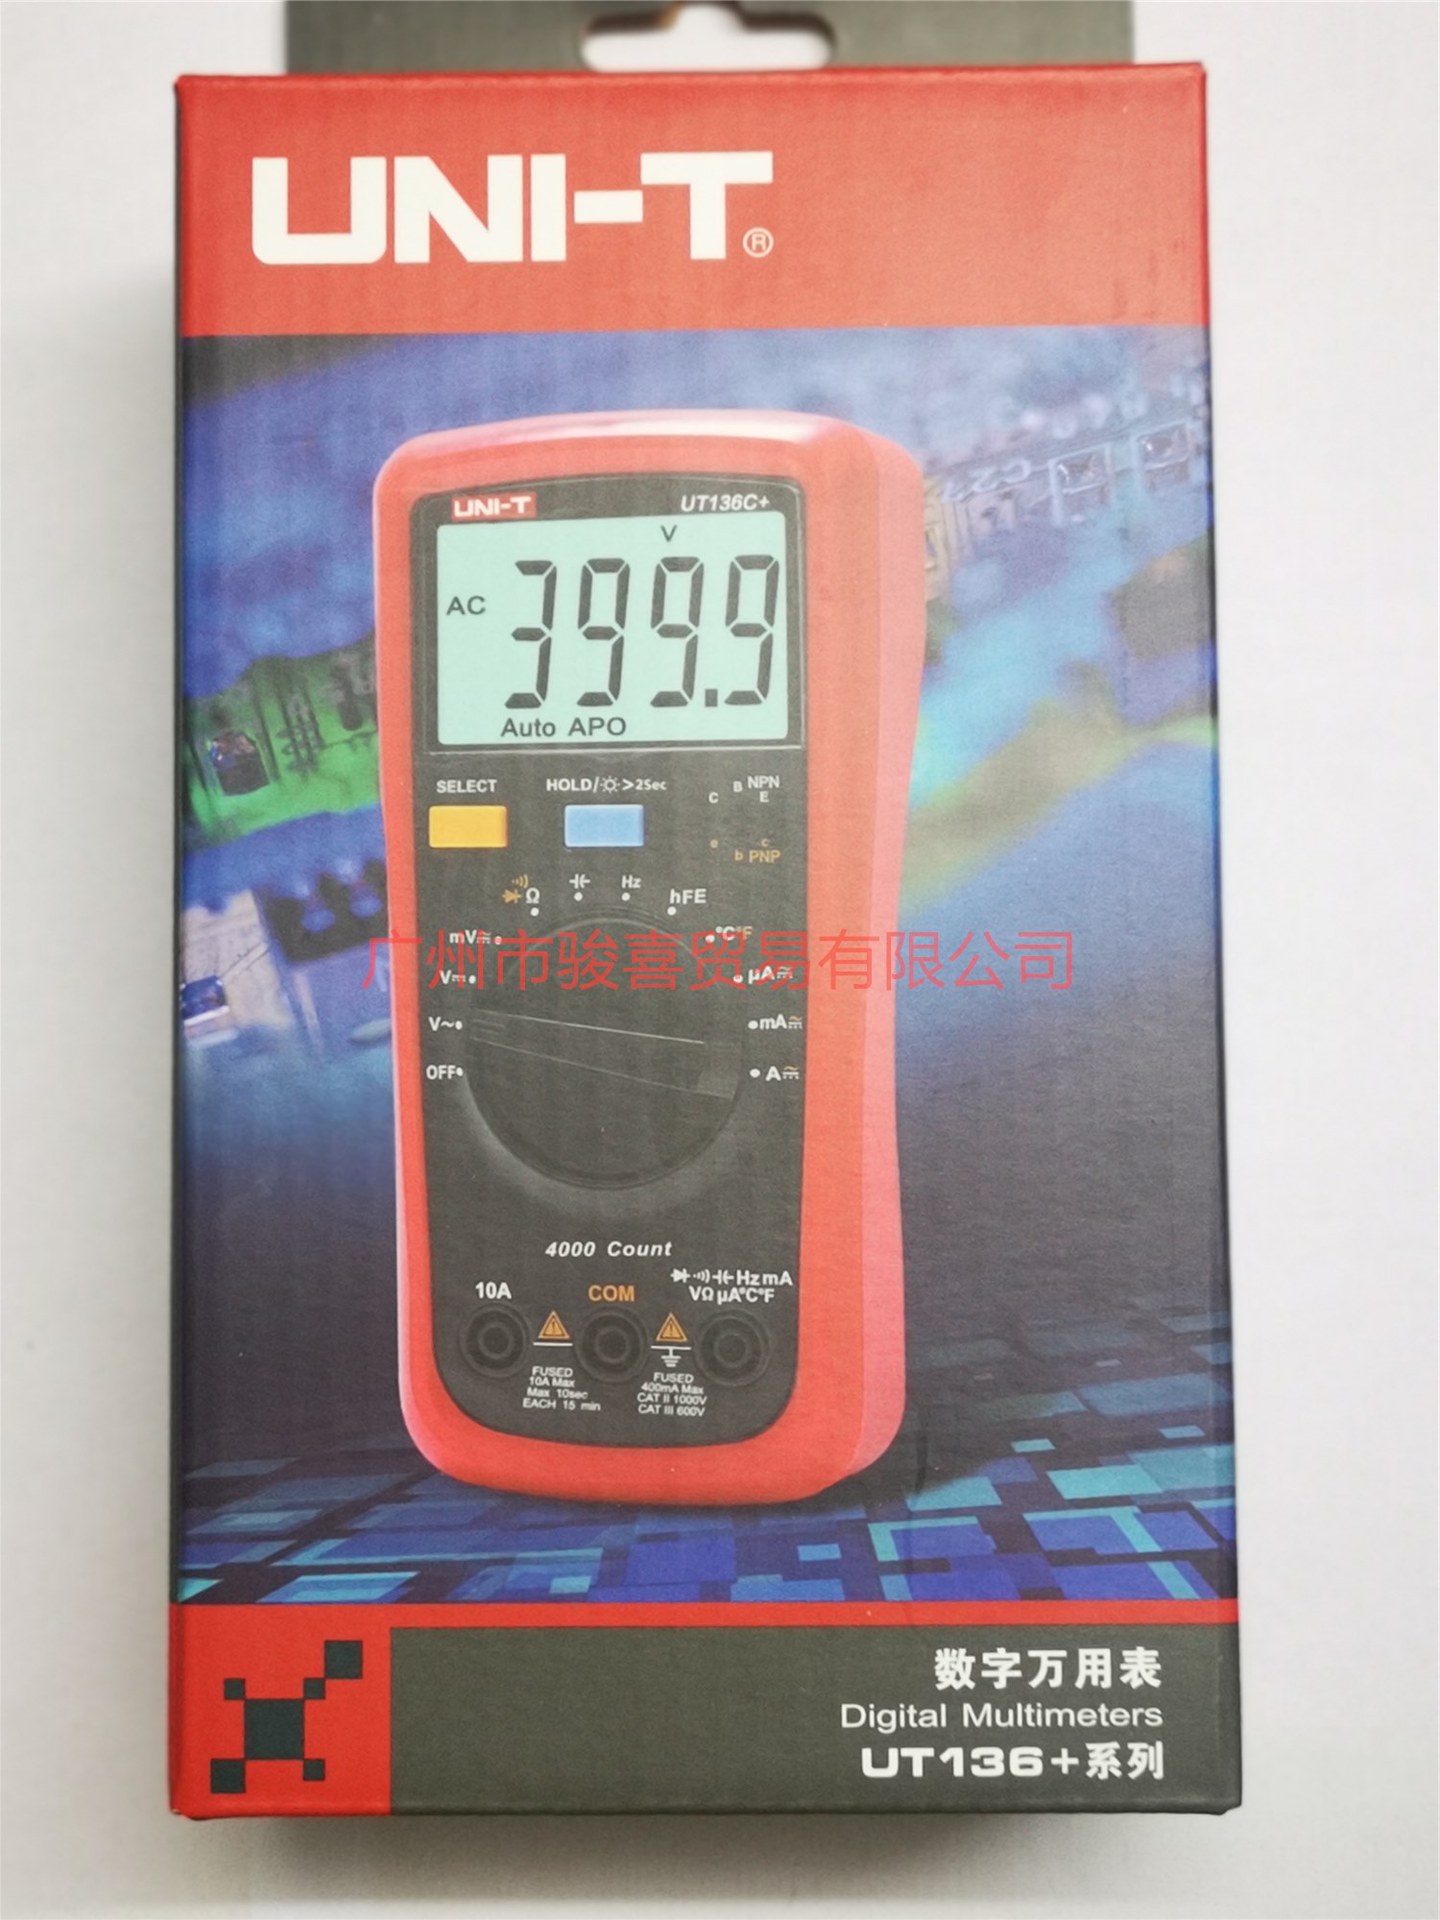 UNI-T®
UNI-T
UT136C+
V
AC
399.9
Auto APO
SELECT
HOLD/ >2Sec
B NPN
C E
e c
b PNP
Ω
Hz
hFE
mV
°C°F
V
μA
V~
mA
OFF
A
广州市骏喜贸易有限公司
4000 Count
10A
COM
Hz mA
VΩ μA°C°F
FUSED
10A Max
Max 10sec
EACH 15 min
FUSED
400mA Max
CAT II 1000V
CAT III 600V
数字万用表
Digital Multimeters
UT136+系列